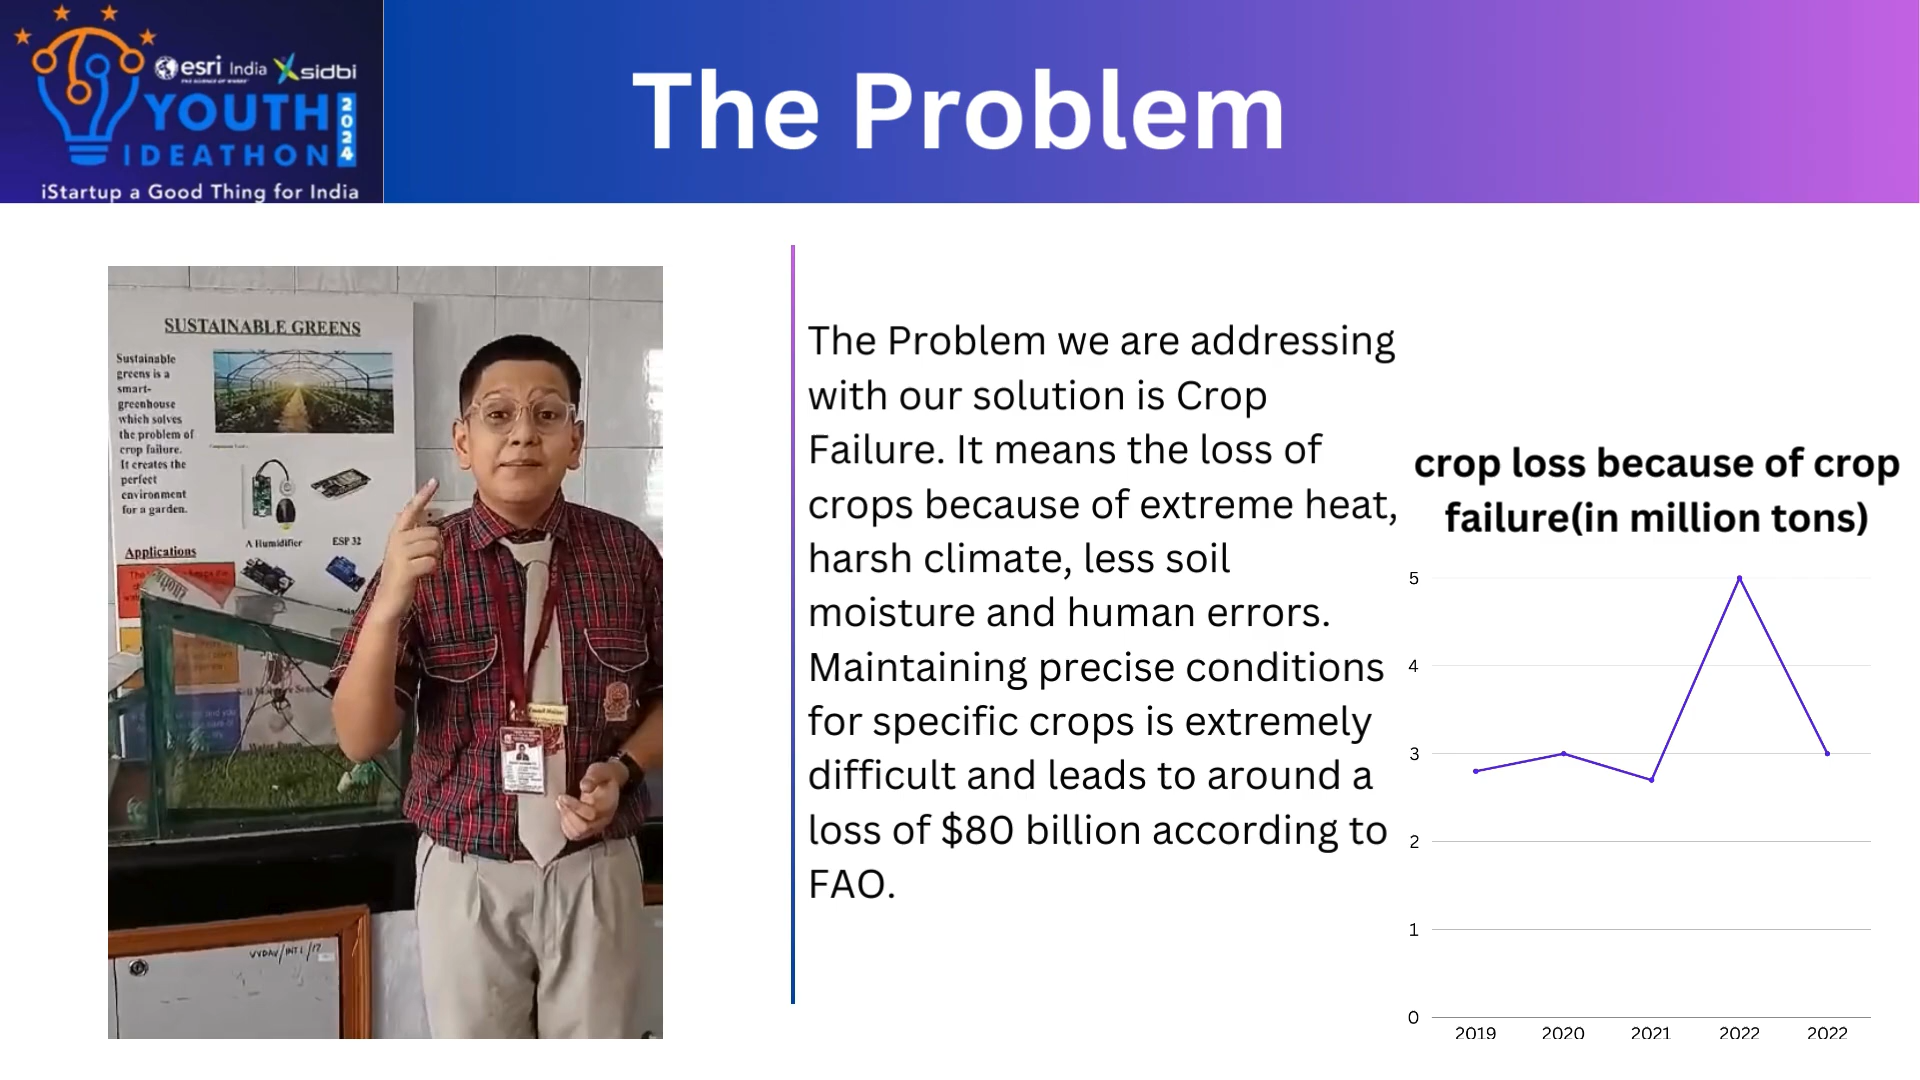 esri India sidbi
YOUTH
2024
IDEATHON
iStartup a Good Thing for India
The Problem
SUSTAINABLE GREENS
Sustainable
greens is a
smart-
greenhouse
which solves
the problem of
crop failure.
It creates the
perfect
environment
for a garden.
A Humidifier
ESP 32
Applications
VVDAV/INT L/12
The Problem we are addressing
with our solution is Crop
Failure. It means the loss of
crops because of extreme heat,
harsh climate, less soil
moisture and human errors.
Maintaining precise conditions
for specific crops is extremely
difficult and leads to around a
loss of $80 billion according to
FAO.
crop loss because of crop
failure(in million tons)
5
4
3
2
1
0
2019 2020 2021 2022 2022